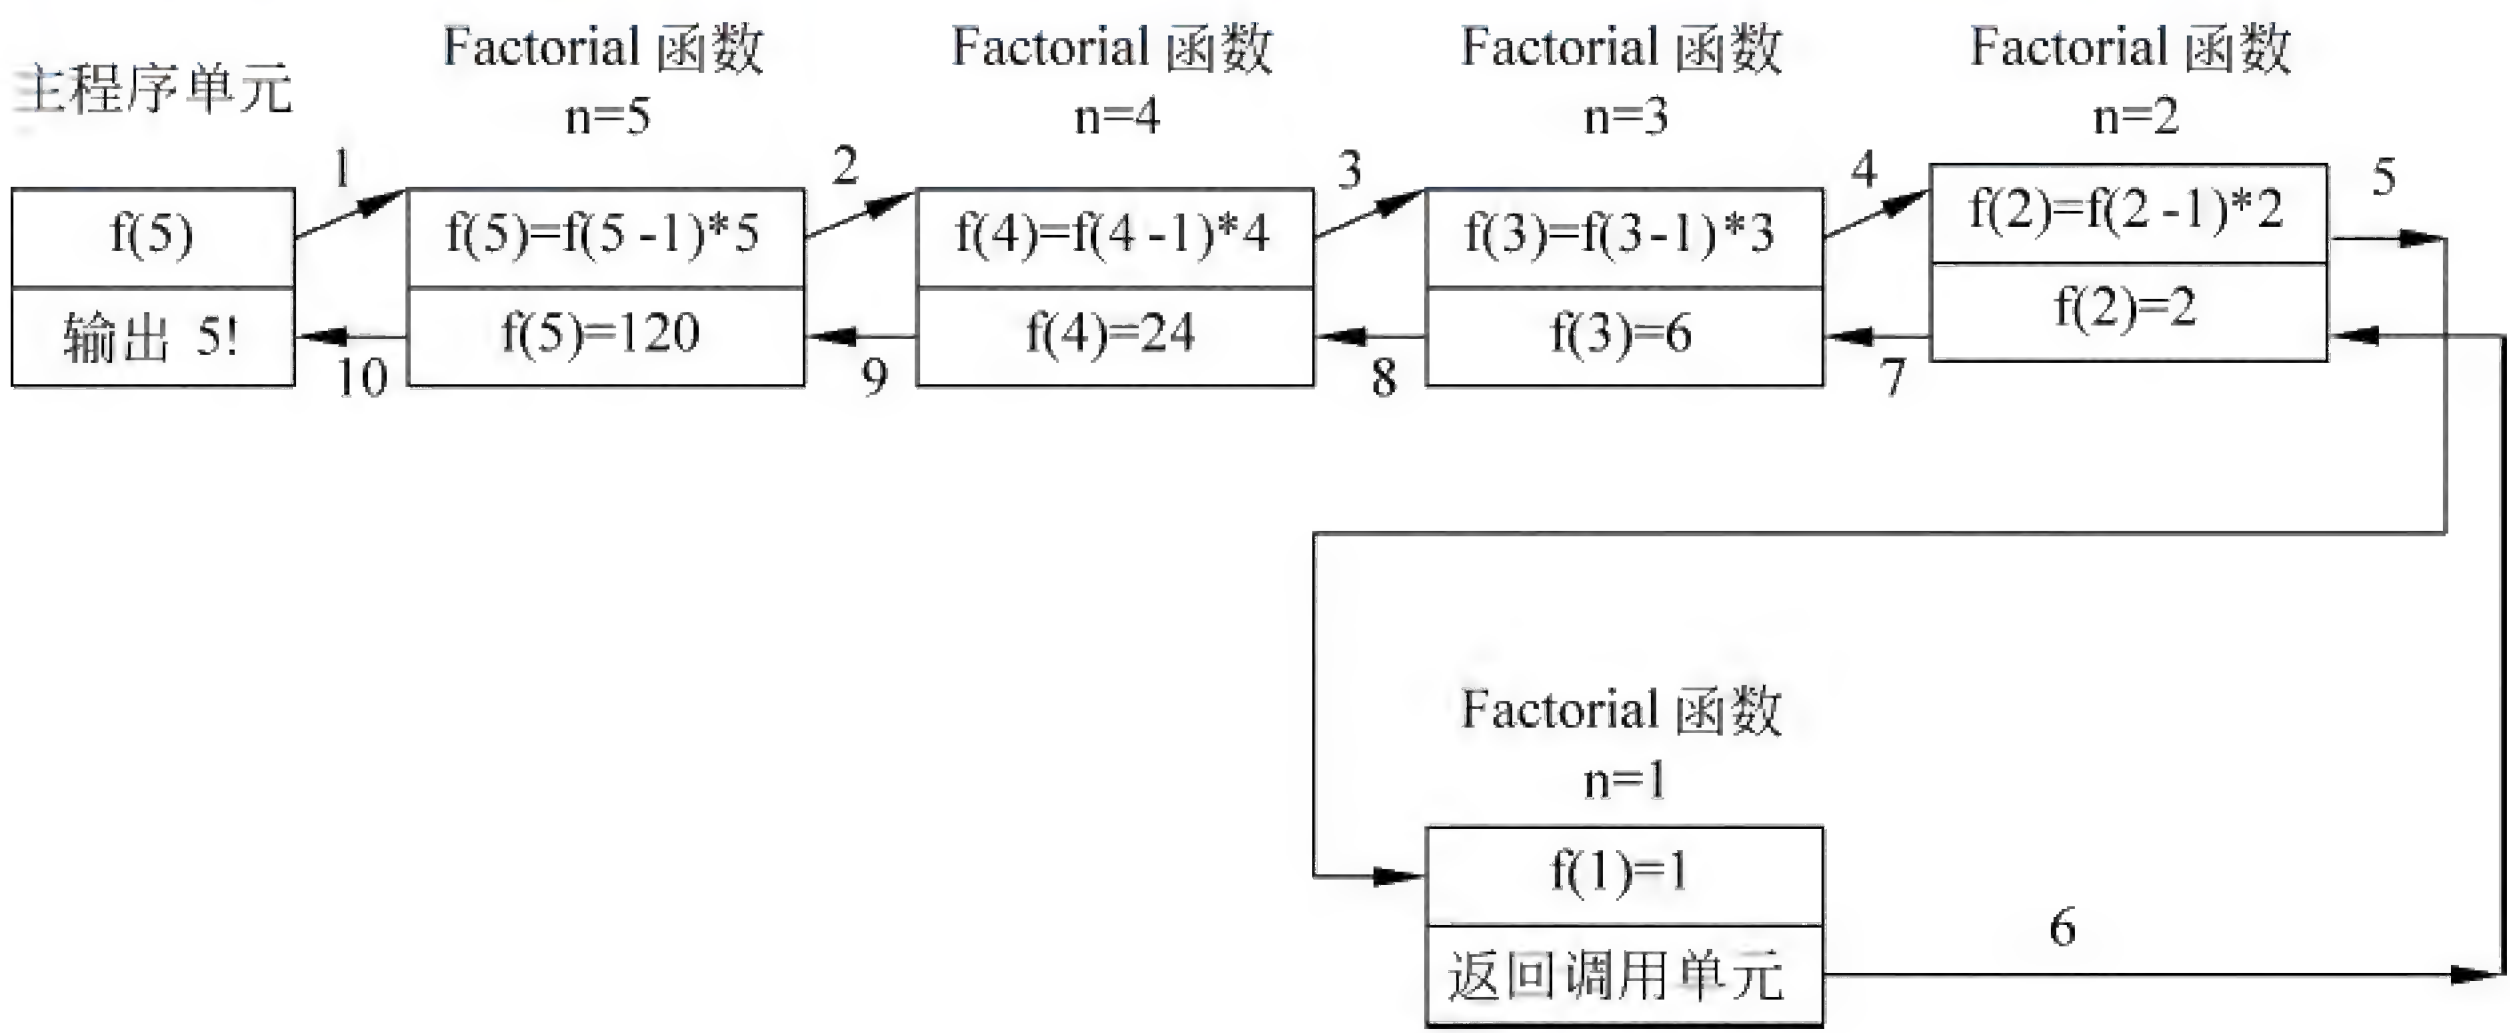 主程序单元
Factorial 函数
n=5
Factorial 函数
n=4
Factorial 函数
n=3
Factorial 函数
n=2
1
2
3
4
5
f(5)
f(5)=f(5-1)*5
f(4)=f(4-1)*4
f(3)=f(3-1)*3
f(2)=f(2-1)*2
输出 5!
f(5)=120
f(4)=24
f(3)=6
f(2)=2
10
9
8
7
Factorial 函数
n=1
f(1)=1
返回调用单元
6